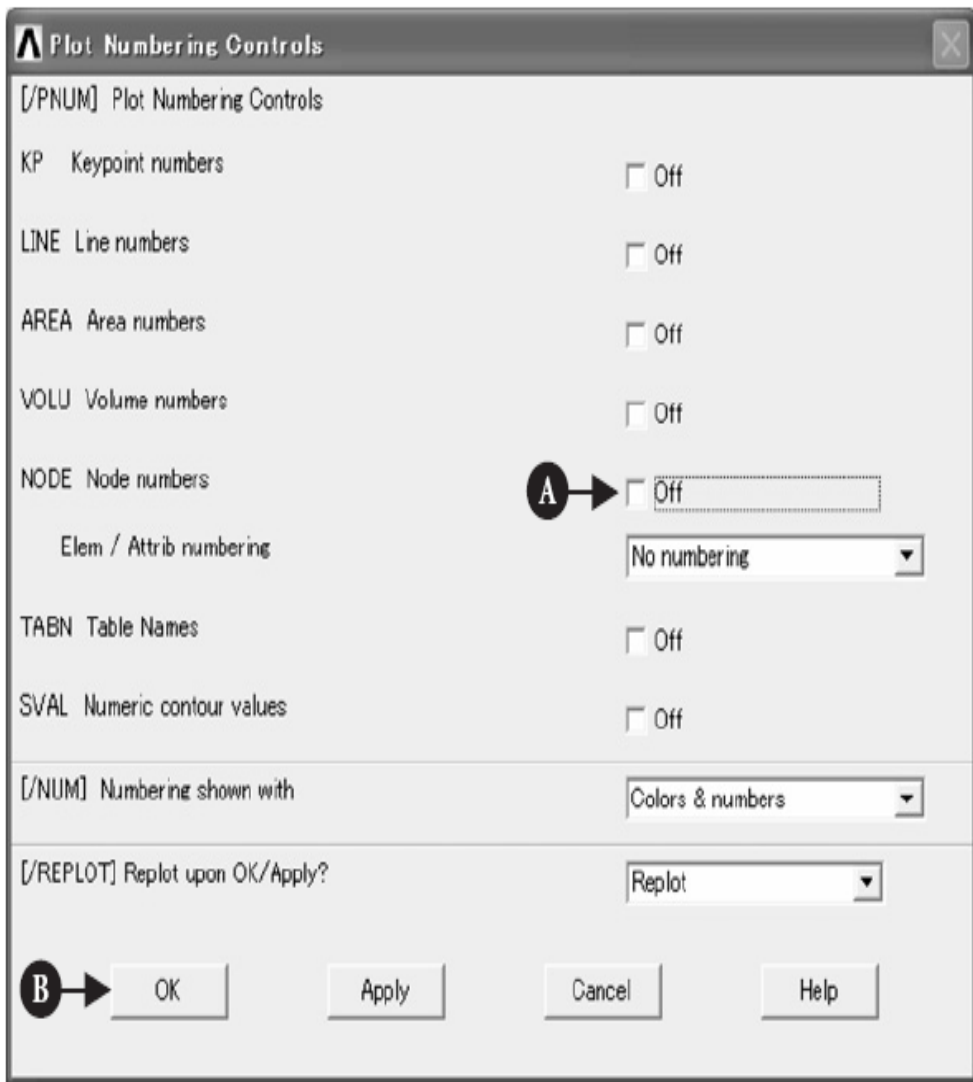 Plot Numbering Controls
[/PNUM] Plot Numbering Controls
KP Keypoint numbers
Off
LINE Line numbers
Off
AREA Area numbers
Off
VOLU Volume numbers
Off
NODE Node numbers
A
Off
Elem / Attrib numbering
No numbering
TABN Table Names
Off
SVAL Numeric contour values
Off
[/NUM] Numbering shown with
Colors & numbers
[/REPLOT] Replot upon OK/Apply?
Replot
B
OK
Apply
Cancel
Help